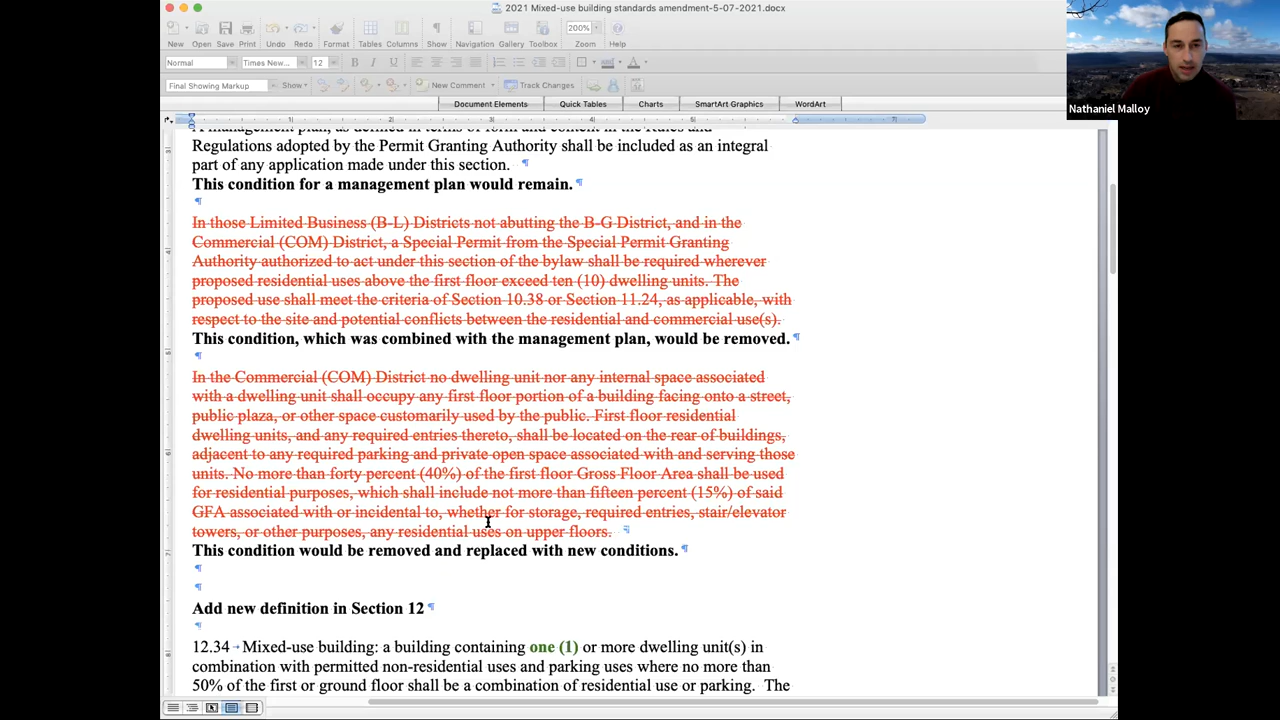 2021 Mixed-use building standards amendment-5-07-2021.docx
New Open Save Print Undo Redo Format Tables Columns Show Navigation Gallery Toolbox Zoom Help
200%
Normal Times New... 12
Final Showing Markup Show New Comment Track Changes
Document Elements Quick Tables Charts SmartArt Graphics WordArt
Nathaniel Malloy
A management plan, as defined in terms of form and content in the Rules and
Regulations adopted by the Permit Granting Authority shall be included as an integral
part of any application made under this section. ¶
This condition for a management plan would remain. ¶
¶
In those Limited Business (B-L) Districts not abutting the B-G District, and in the
Commercial (COM) District, a Special Permit from the Special Permit Granting
Authority authorized to act under this section of the bylaw shall be required wherever
proposed residential uses above the first floor exceed ten (10) dwelling units. The
proposed use shall meet the criteria of Section 10.38 or Section 11.24, as applicable, with
respect to the site and potential conflicts between the residential and commercial use(s).
This condition, which was combined with the management plan, would be removed. ¶
¶
In the Commercial (COM) District no dwelling unit nor any internal space associated
with a dwelling unit shall occupy any first floor portion of a building facing onto a street,
public plaza, or other space customarily used by the public. First floor residential
dwelling units, and any required entries thereto, shall be located on the rear of buildings,
adjacent to any required parking and private open space associated with and serving those
units. No more than forty percent (40%) of the first floor Gross Floor Area shall be used
for residential purposes, which shall include not more than fifteen percent (15%) of said
GFA associated with or incidental to, whether for storage, required entries, stair/elevator
towers, or other purposes, any residential uses on upper floors.
This condition would be removed and replaced with new conditions. ¶
¶
¶
Add new definition in Section 12 ¶
¶
12.34 → Mixed-use building: a building containing one (1) or more dwelling unit(s) in
combination with permitted non-residential uses and parking uses where no more than
50% of the first or ground floor shall be a combination of residential use or parking. The